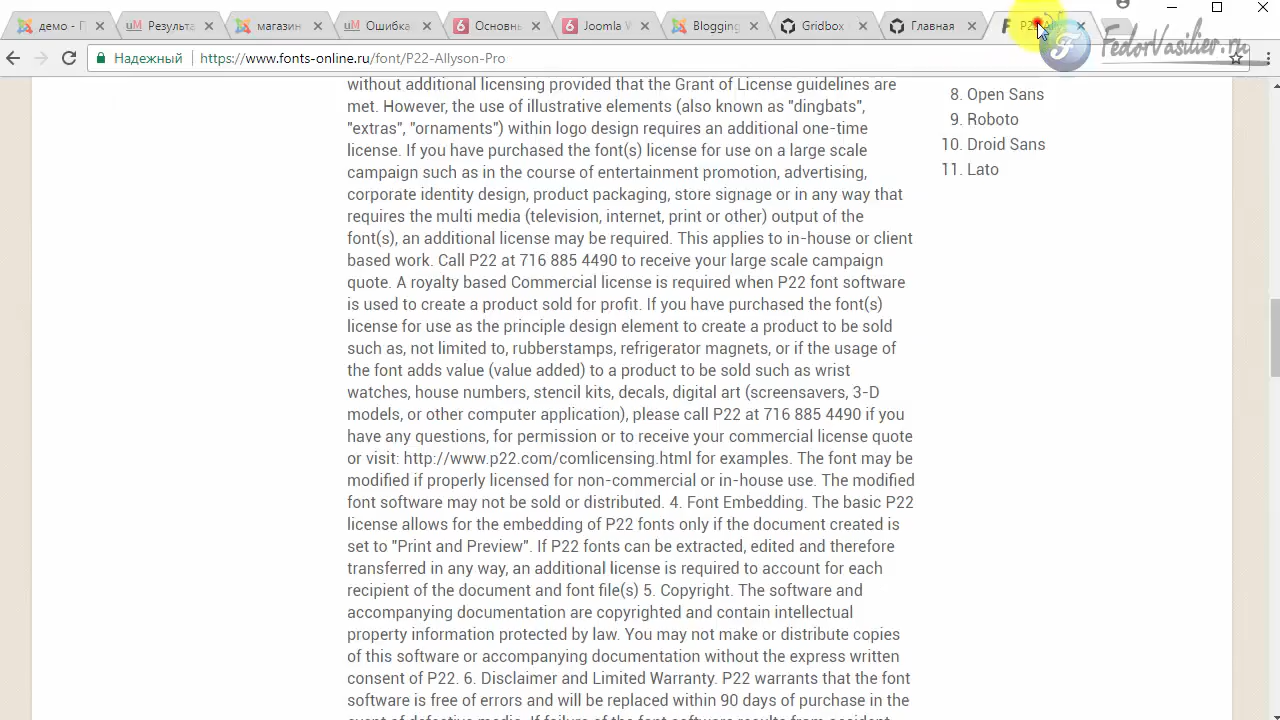 демо - Г
Результа
магазин
Ошибка
Основн
Joomla W
Blogging
Gridbox
Главная
FedorVasilier.ru
Надежный
https://www.fonts-online.ru/font/P22-Allyson-Pro
without additional licensing provided that the Grant of License guidelines are
met. However, the use of illustrative elements (also known as "dingbats",
"extras", "ornaments") within logo design requires an additional one-time
license. If you have purchased the font(s) license for use on a large scale
campaign such as in the course of entertainment promotion, advertising,
corporate identity design, product packaging, store signage or in any way that
requires the multi media (television, internet, print or other) output of the
font(s), an additional license may be required. This applies to in-house or client
based work. Call P22 at 716 885 4490 to receive your large scale campaign
quote. A royalty based Commercial license is required when P22 font software
is used to create a product sold for profit. If you have purchased the font(s)
license for use as the principle design element to create a product to be sold
such as, not limited to, rubberstamps, refrigerator magnets, or if the usage of
the font adds value (value added) to a product to be sold such as wrist
watches, house numbers, stencil kits, decals, digital art (screensavers, 3-D
models, or other computer application), please call P22 at 716 885 4490 if you
have any questions, for permission or to receive your commercial license quote
or visit: http://www.p22.com/comlicensing.html for examples. The font may be
modified if properly licensed for non-commercial or in-house use. The modified
font software may not be sold or distributed. 4. Font Embedding. The basic P22
license allows for the embedding of P22 fonts only if the document created is
set to "Print and Preview". If P22 fonts can be extracted, edited and therefore
transferred in any way, an additional license is required to account for each
recipient of the document and font file(s) 5. Copyright. The software and
accompanying documentation are copyrighted and contain intellectual
property information protected by law. You may not make or distribute copies
of this software or accompanying documentation without the express written
consent of P22. 6. Disclaimer and Limited Warranty. P22 warrants that the font
software is free of errors and will be replaced within 90 days of purchase in the
8. Open Sans
9. Roboto
10. Droid Sans
11. Lato